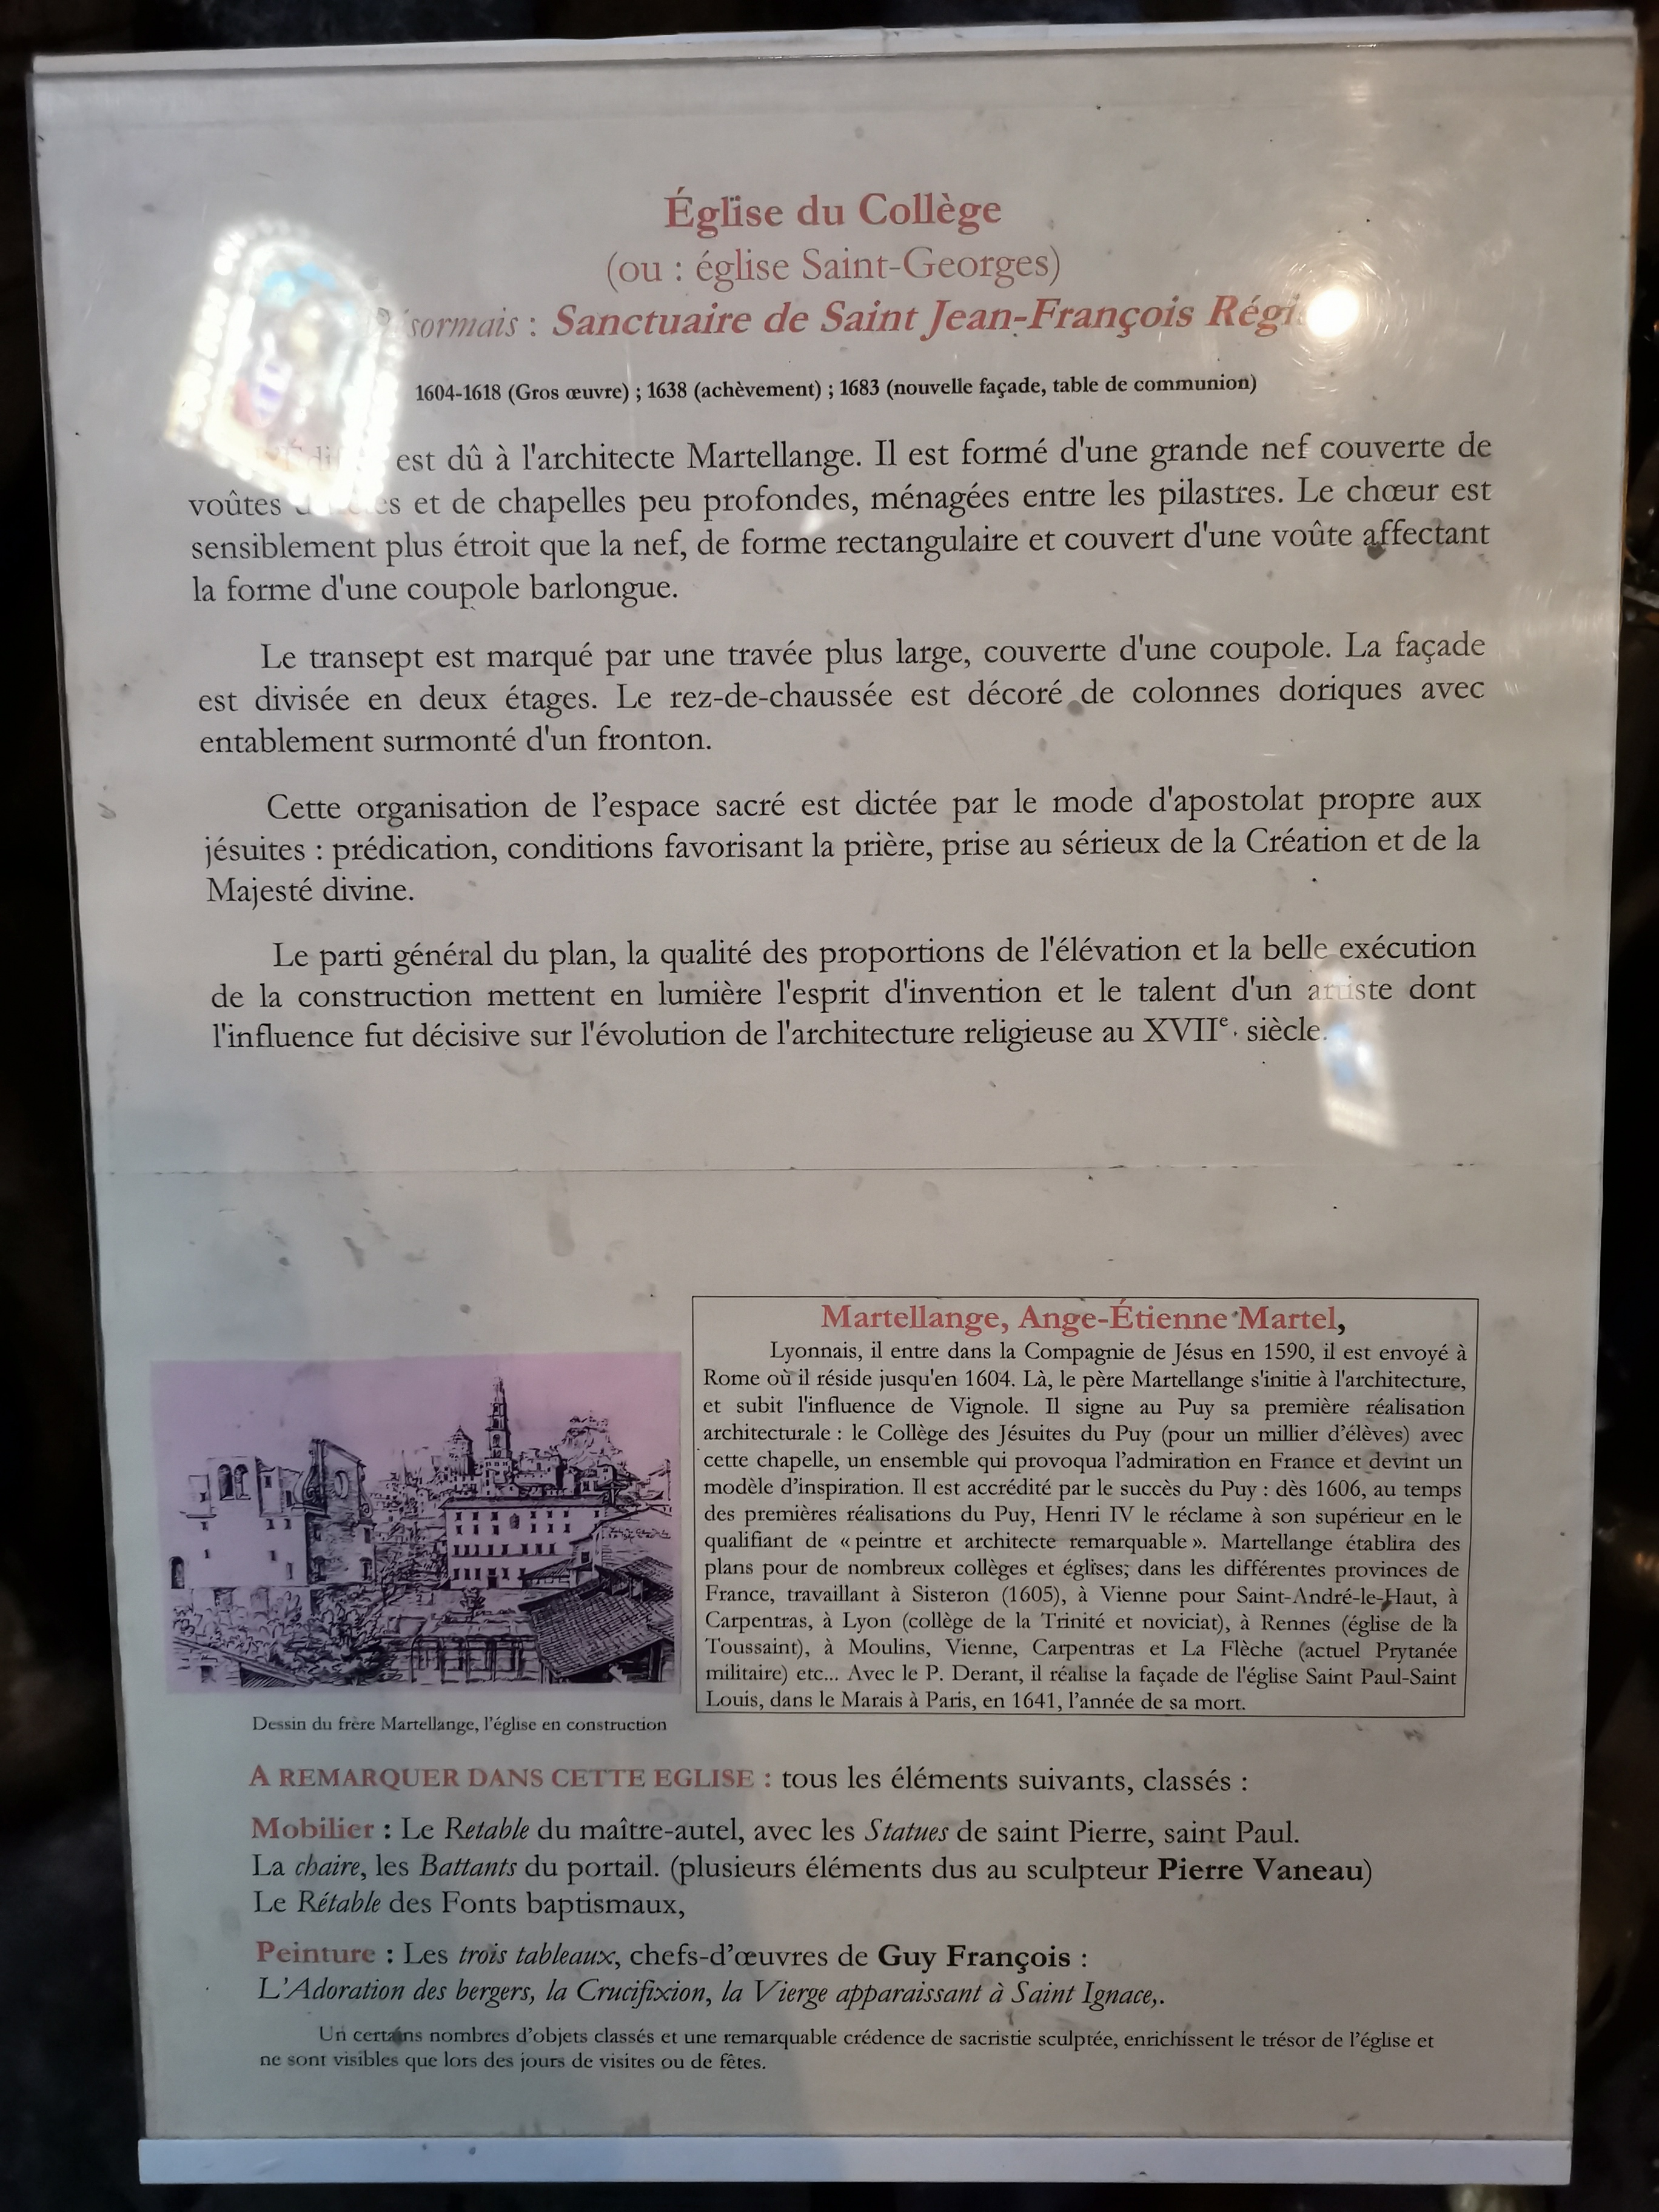 Église du Collège
(ou : église Saint-Georges)
: Sanctuaire de Saint Jean-François
1604-1618 (Gros œuvre) ; 1638 (achèvement) ; 1683 (nouvelle façade, table de communion)
est dû à l'architecte Martellange. Il est formé d'une grande nef couverte de
voûtes et de chapelles peu profondes, ménagées entre les pilastres. Le chœur est
sensiblement plus étroit que la nef, de forme rectangulaire et couvert d'une voûte affectant
la forme d'une coupole barlongue.
Le transept est marqué par une travée plus large, couverte d'une coupole. La façade
est divisée en deux étages. Le rez-de-chaussée est décoré de colonnes doriques avec
entablement surmonté d'un fronton.
Cette organisation de l’espace sacré est dictée par le mode d'apostolat propre aux
jésuites : prédication, conditions favorisant la prière, prise au sérieux de la Création et de la
Majesté divine.
Le parti général du plan, la qualité des proportions de l'élévation et la belle exécution
de la construction mettent en lumière l'esprit d'invention et le talent d'un artiste dont
l'influence fut décisive sur l'évolution de l'architecture religieuse au XVIIe siècle.
Martellange, Ange-Étienne Martel,
Lyonnais, il entre dans la Compagnie de Jésus en 1590, il est envoyé à
Rome où il réside jusqu'en 1604. Là, le père Martellange s'initie à l'architecture,
et subit l'influence de Vignole. Il signe au Puy sa première réalisation
architecturale : le Collège des Jésuites du Puy (pour un millier d’élèves) avec
cette chapelle, un ensemble qui provoqua l’admiration en France et devint un
modèle d’inspiration. Il est accrédité par le succès du Puy : dès 1606, au temps
des premières réalisations du Puy, Henri IV le réclame à son supérieur en le
qualifiant de « peintre et architecte remarquable ». Martellange établira des
plans pour de nombreux collèges et églises; dans les différentes provinces de
France, travaillant à Sisteron (1605), à Vienne pour Saint-André-le-Haut, à
Carpentras, à Lyon (collège de la Trinité et noviciat), à Rennes (église de la
Toussaint), à Moulins, Vienne, Carpentras et La Flèche (actuel Prytanée
militaire) etc... Avec le P. Derant, il réalise la façade de l'église Saint Paul-Saint
Louis, dans le Marais à Paris, en 1641, l’année de sa mort.
Dessin du frère Martellange, l’église en construction
A REMARQUER DANS CETTE EGLISE : tous les éléments suivants, classés :
Mobilier : Le Retable du maître-autel, avec les Statues de saint Pierre, saint Paul.
La chaire, les Battants du portail. (plusieurs éléments dus au sculpteur Pierre Vaneau)
Le Rétable des Fonts baptismaux,
Peinture : Les trois tableaux, chefs-d’œuvres de Guy François :
L’Adoration des bergers, la Crucifixion, la Vierge apparaissant à Saint Ignace,.
Un certains nombres d’objets classés et une remarquable crédence de sacristie sculptée, enrichissent le trésor de l’église et
ne sont visibles que lors des jours de visites ou de fêtes.